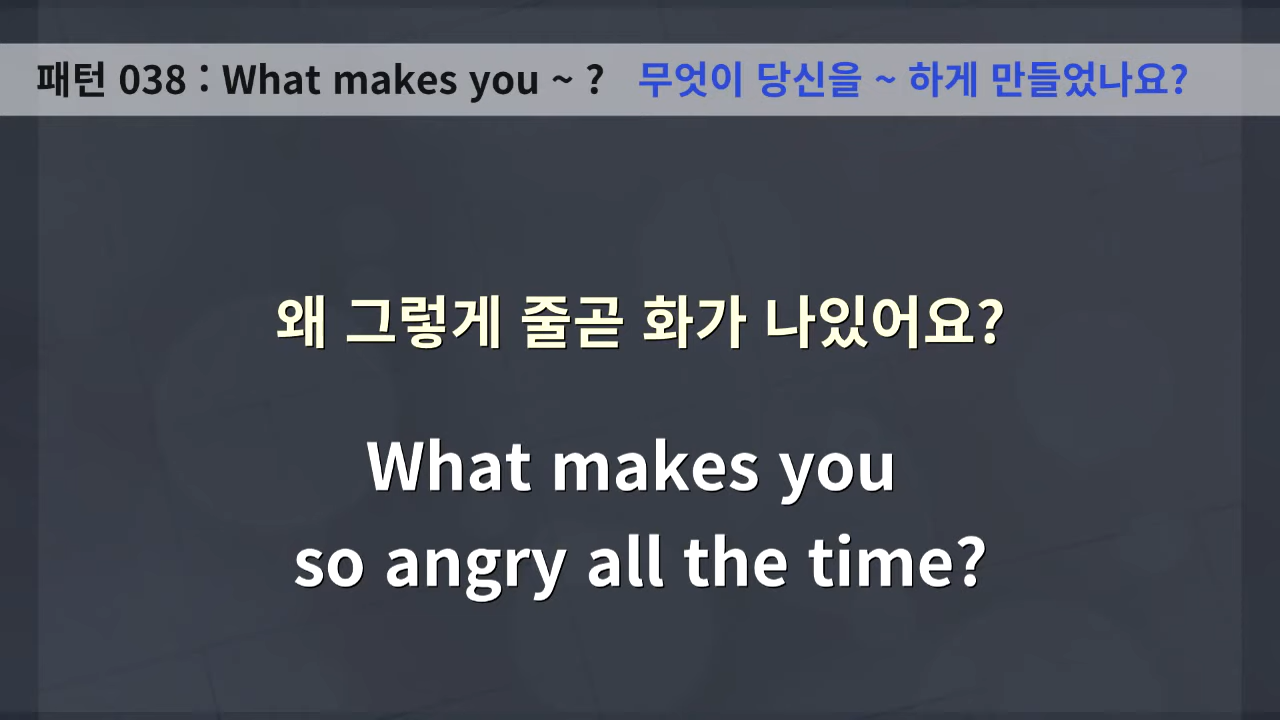 패턴 038 : What makes you ~ ? 무엇이 당신을 ~ 하게 만들었나요?
왜 그렇게 줄곧 화가 나있어요?
What makes you
so angry all the time?